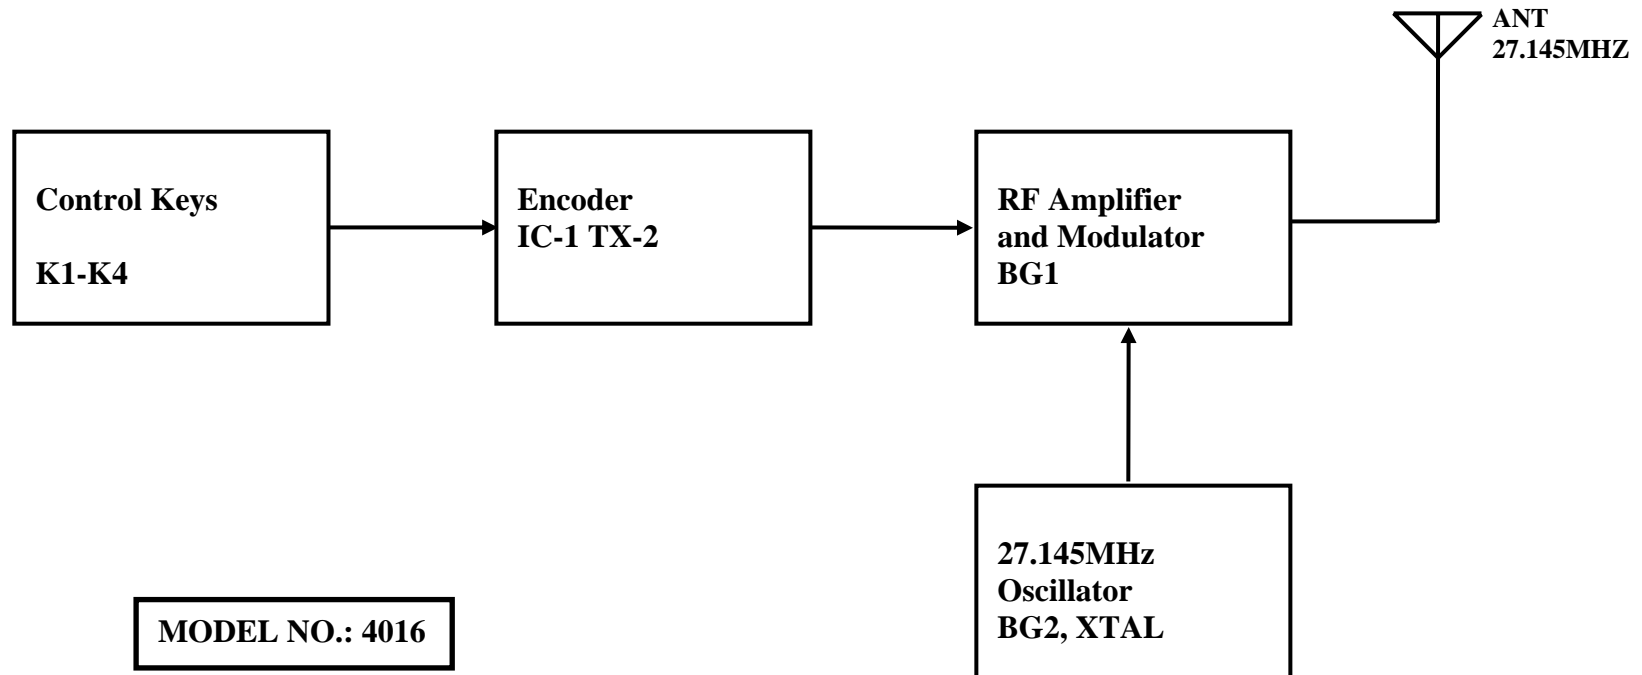 ANT
27.145MHZ
Control Keys
K1-K4
Encoder
IC-1 TX-2
RF Amplifier
and Modulator
BG1
27.145MHz
Oscillator
BG2, XTAL
MODEL NO.: 4016